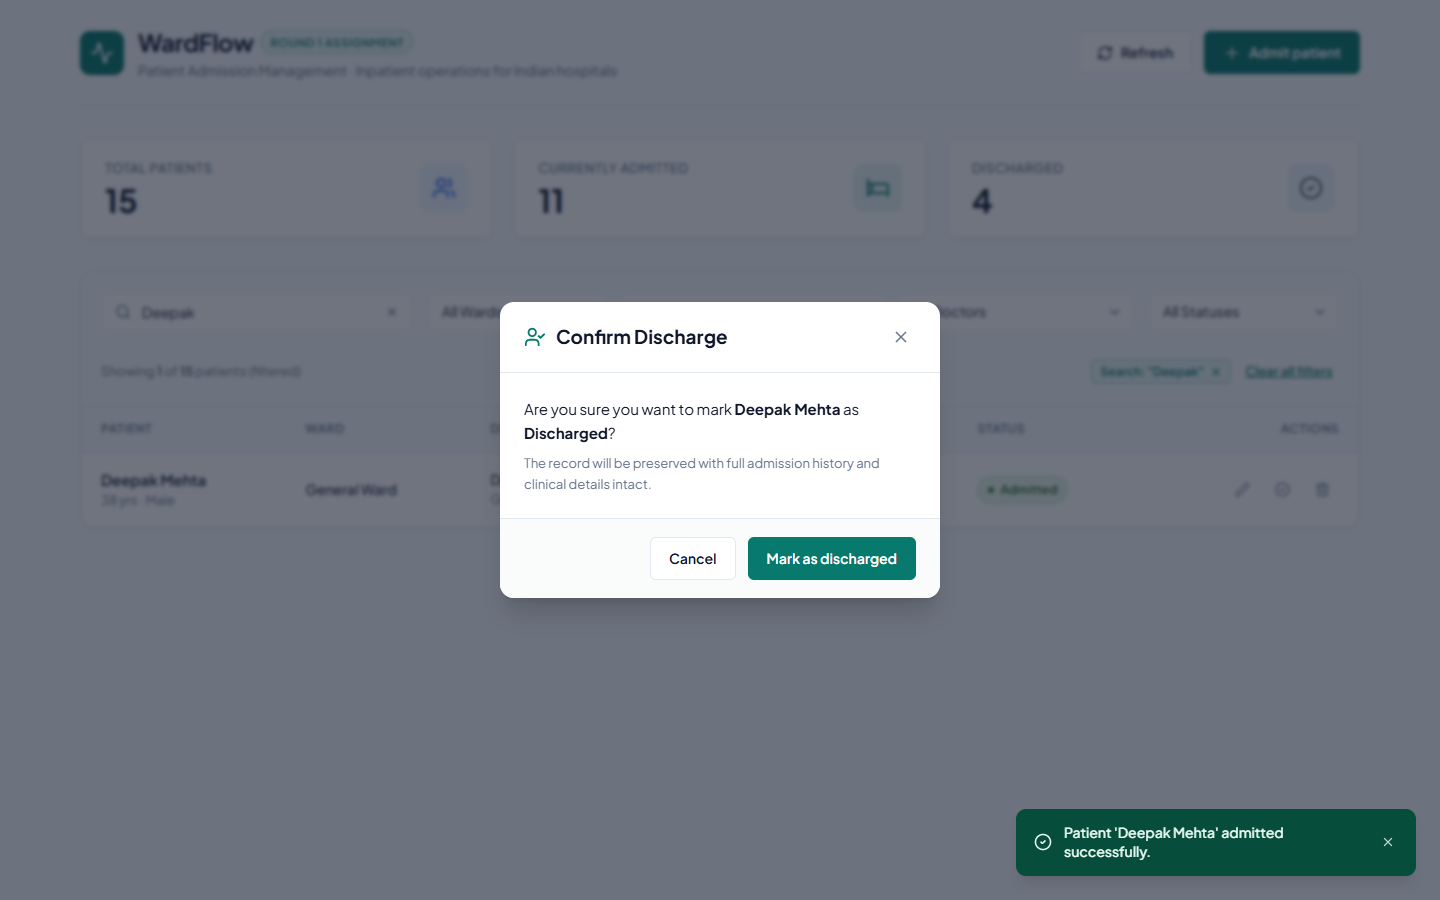 WardFlow ROUND 1 ASSIGNMENT
Patient Admission Management · Inpatient operations for Indian hospitals
Refresh
Admit patient
TOTAL PATIENTS
15
CURRENTLY ADMITTED
11
DISCHARGED
4
Deepak
All Ward
octors
All Statuses
Showing 1 of 15 patients (filtered)
Search: "Deepak"
Clear all filters
PATIENT WARD D STATUS ACTIONS
Deepak Mehta
38 yrs · Male
General Ward
Admitted
Confirm Discharge
Are you sure you want to mark Deepak Mehta as
Discharged?
The record will be preserved with full admission history and
clinical details intact.
Cancel
Mark as discharged
Patient 'Deepak Mehta' admitted
successfully.